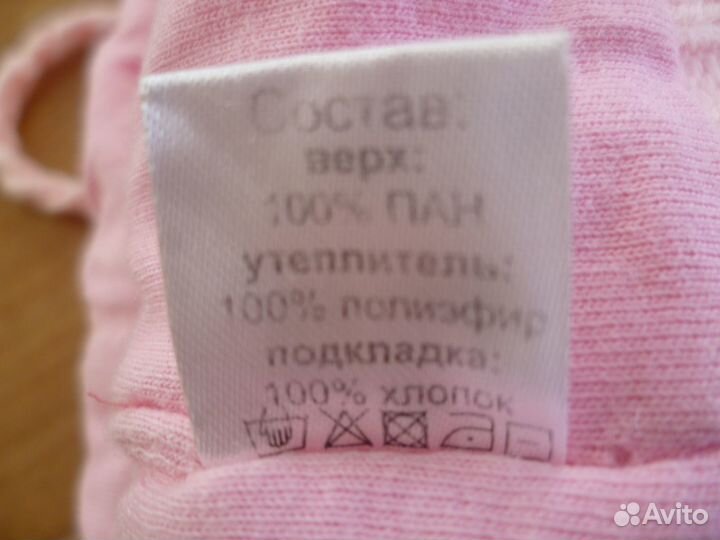 Состав:
верх:
100% ПАН
утеплитель:
100% полиэфир
подкладка:
100% хлопок
Avito